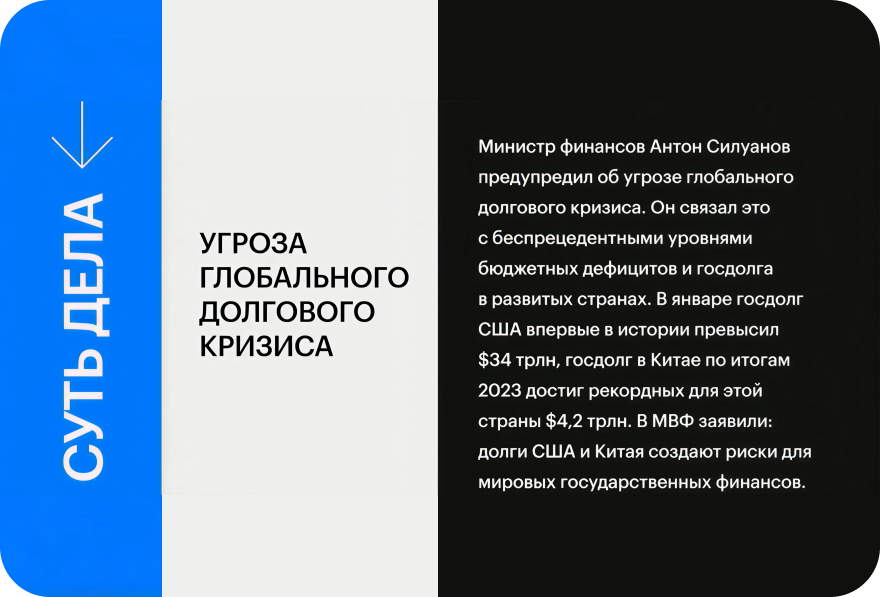 СУТЬ ДЕЛА
УГРОЗА
ГЛОБАЛЬНОГО
ДОЛГОВОГО
КРИЗИСА
Министр финансов Антон Силуанов
предупредил об угрозе глобального
долгового кризиса. Он связал это
с беспрецедентными уровнями
бюджетных дефицитов и госдолга
в развитых странах. В январе госдолг
США впервые в истории превысил
$34 трлн, госдолг в Китае по итогам
2023 достиг рекордных для этой
страны $4,2 трлн. В МВФ заявили:
долги США и Китая создают риски для
мировых государственных финансов.